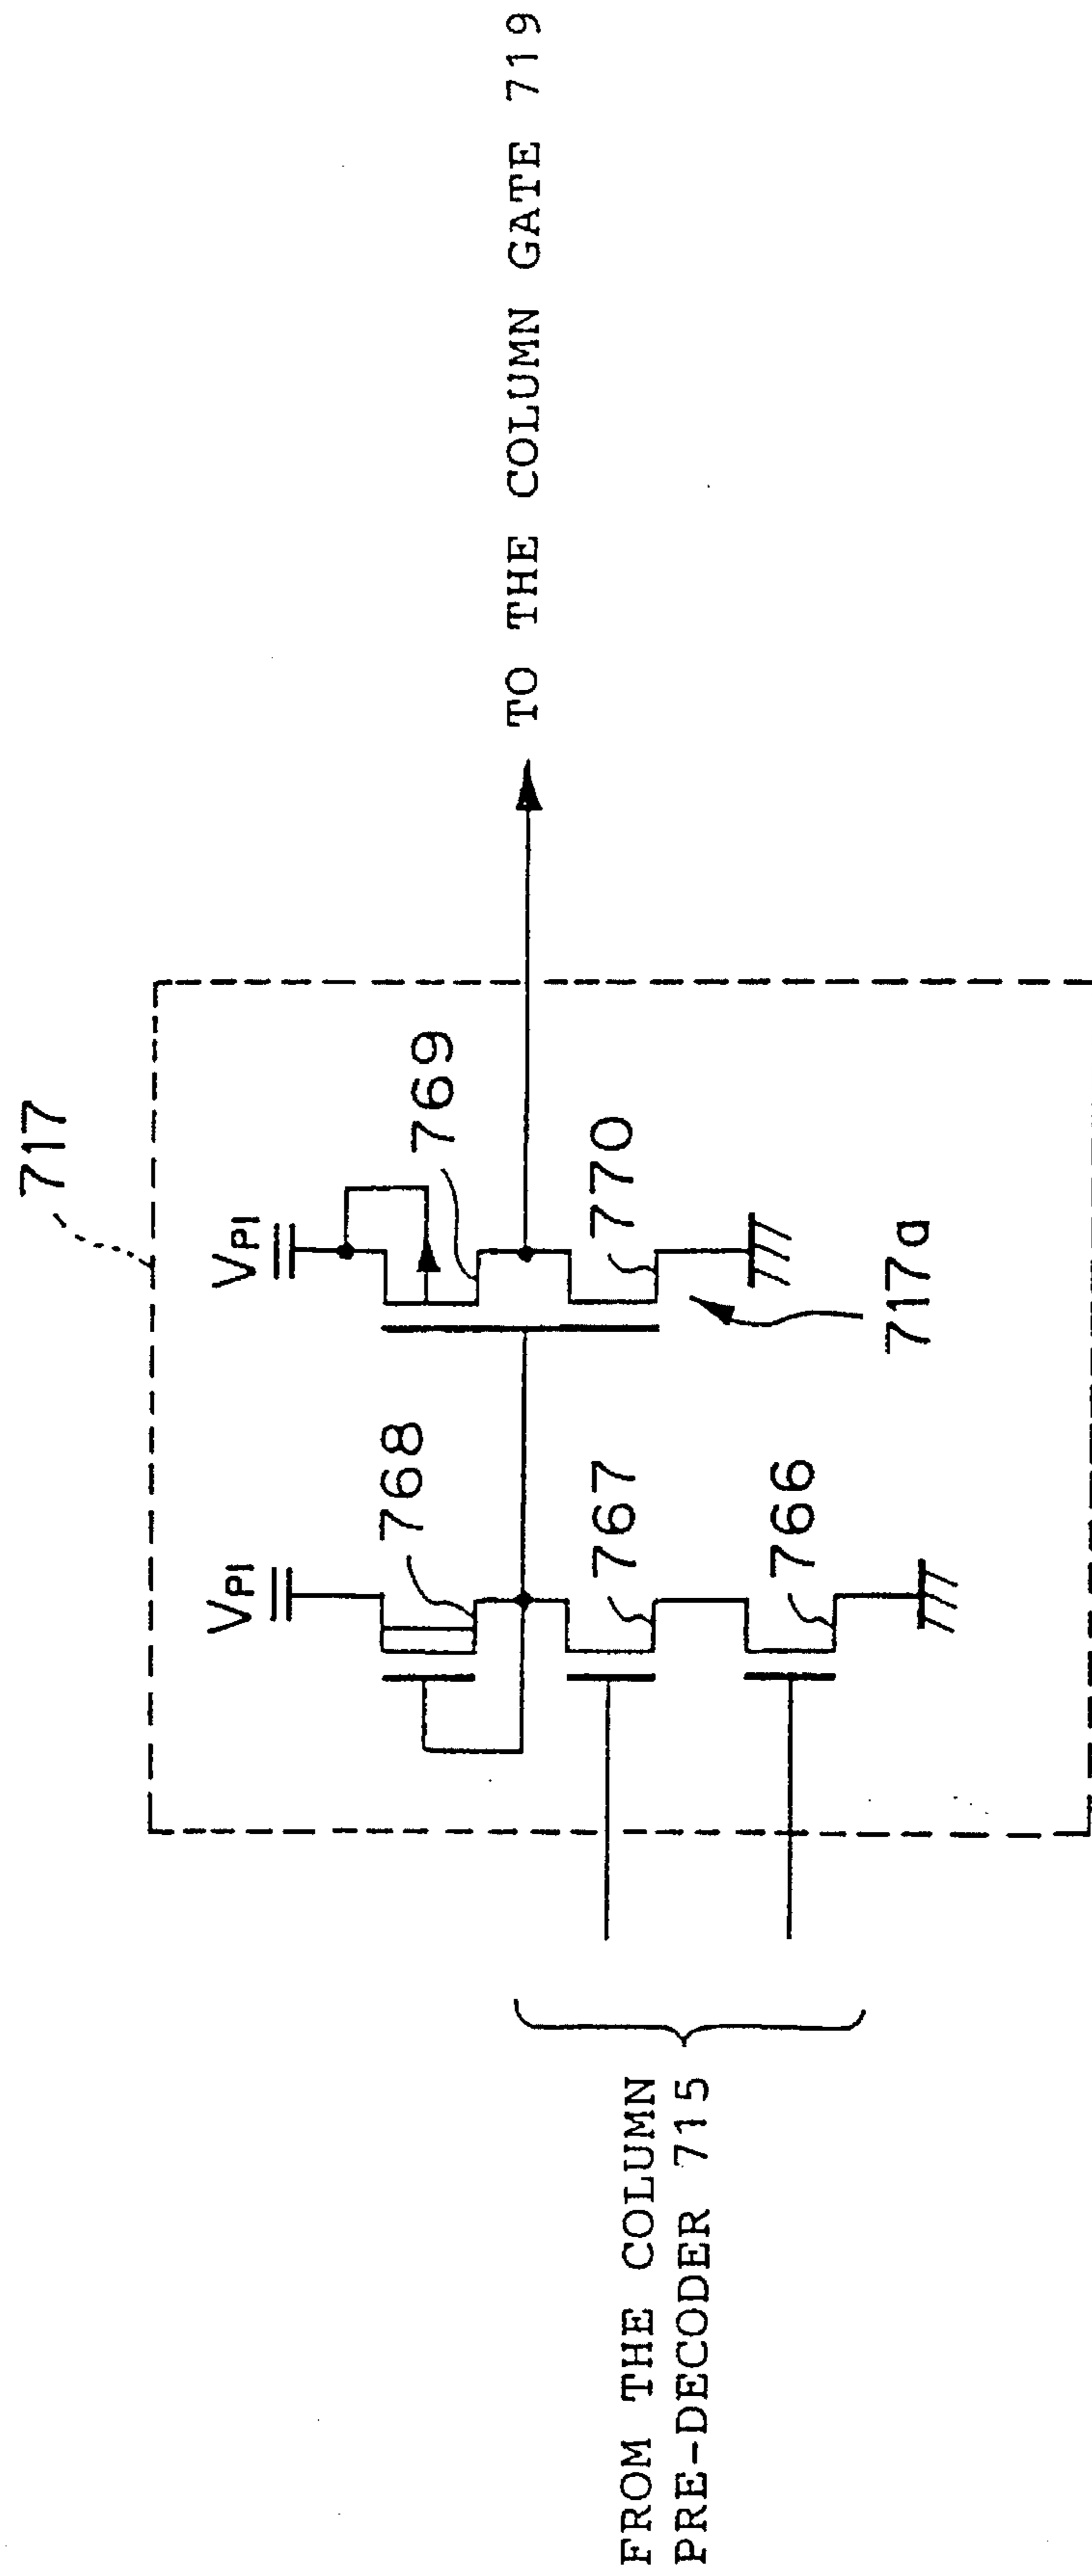 717
VPI
VPI
768
769
767
770
766
717a
FROM THE COLUMN
PRE-DECODER 715
TO THE COLUMN GATE 719